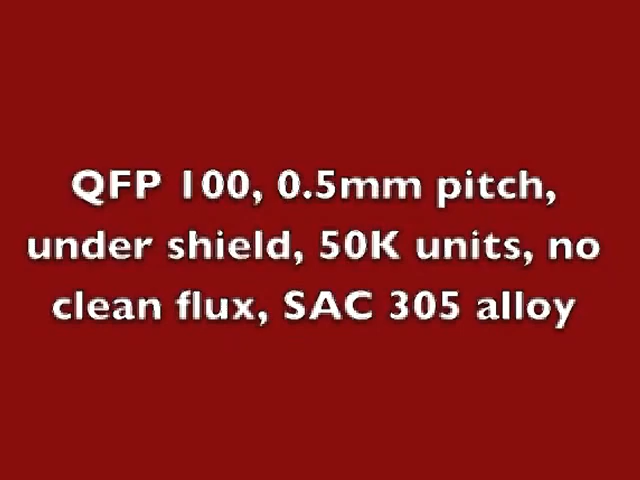 QFP 100, 0.5mm pitch,
under shield, 50K units, no
clean flux, SAC 305 alloy